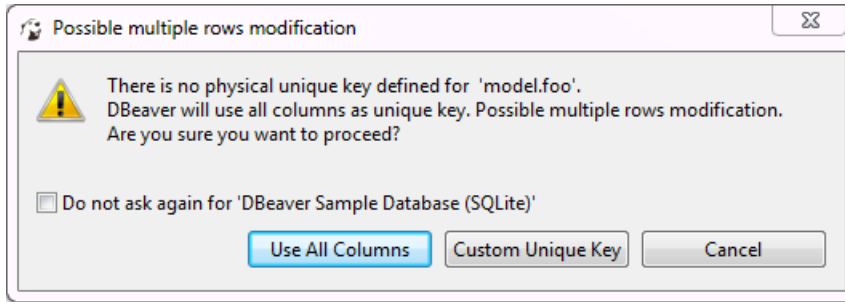 Possible multiple rows modification
There is no physical unique key defined for 'model.foo'.
DBeaver will use all columns as unique key. Possible multiple rows modification.
Are you sure you want to proceed?
Do not ask again for 'DBeaver Sample Database (SQLite)'
Use All Columns
Custom Unique Key
Cancel